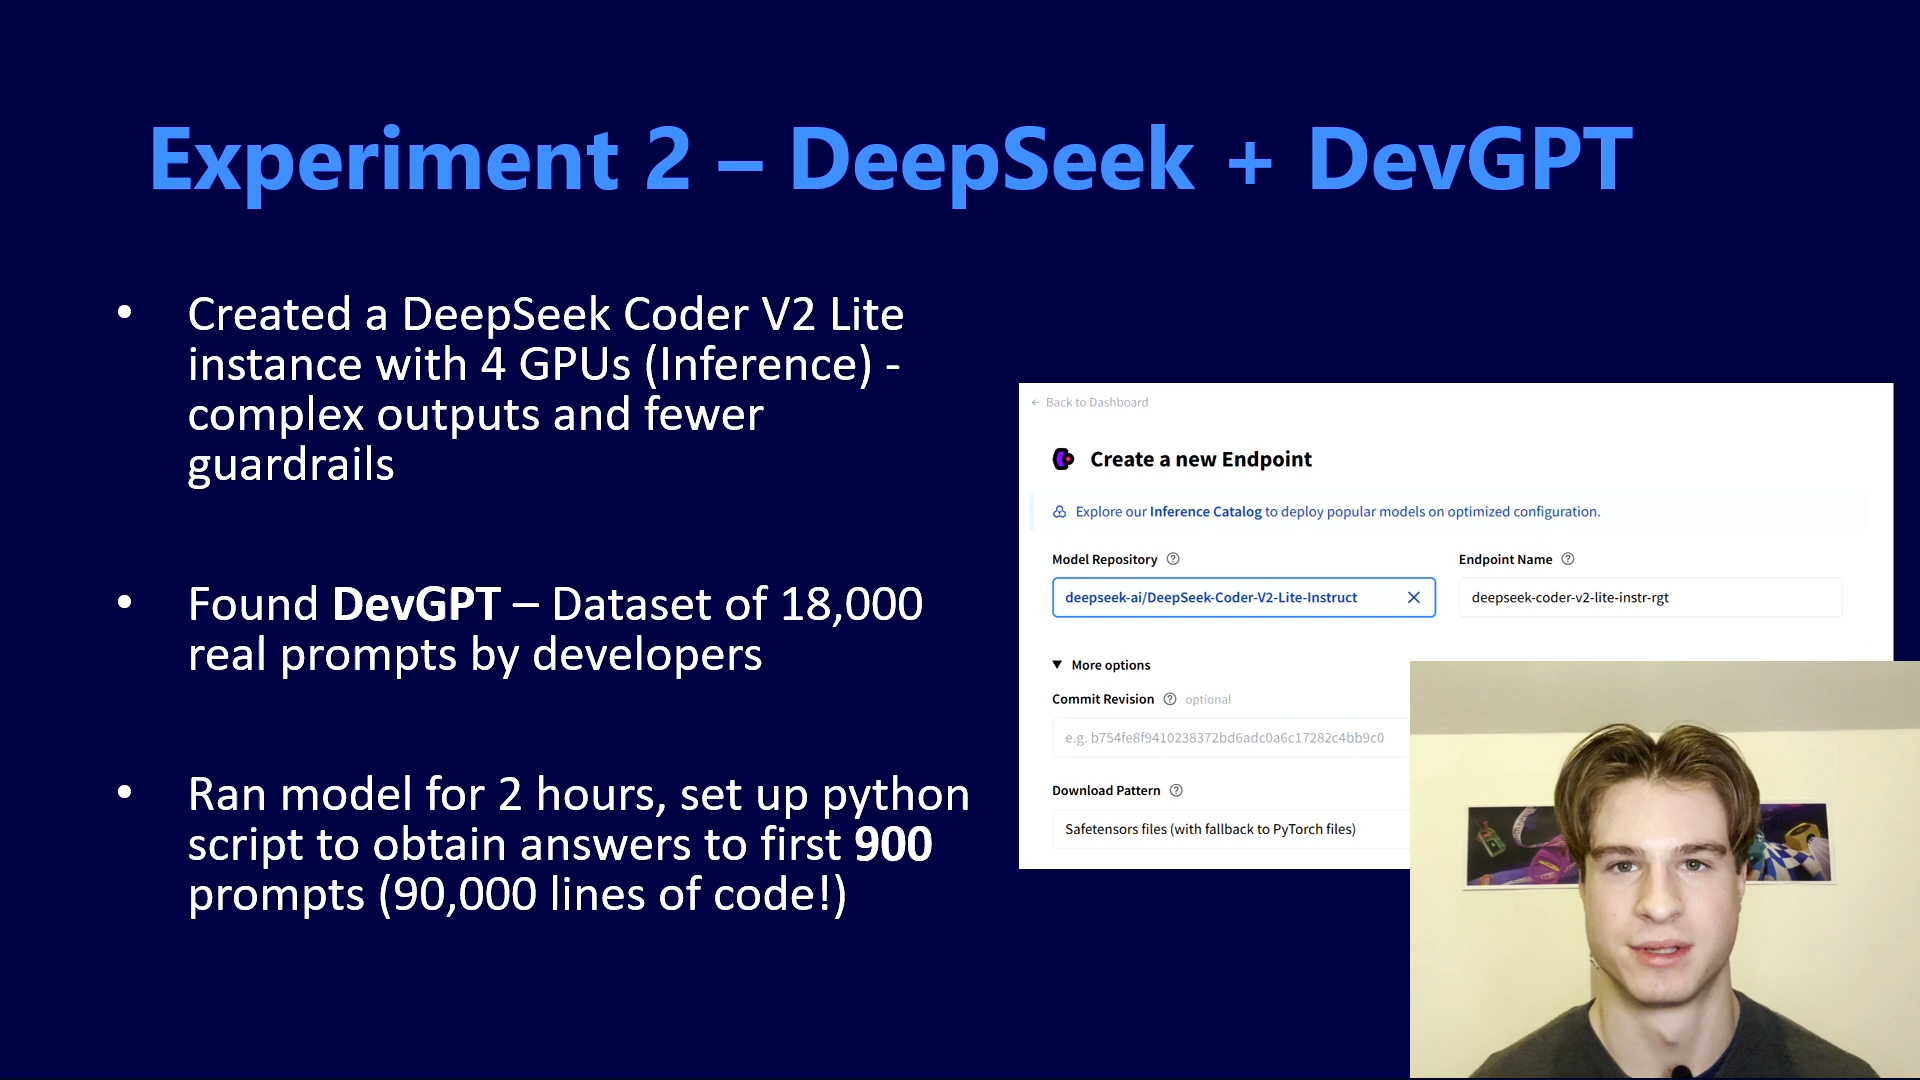 Experiment 2 – DeepSeek + DevGPT
• Created a DeepSeek Coder V2 Lite
instance with 4 GPUs (Inference) -
complex outputs and fewer
guardrails
• Found DevGPT – Dataset of 18,000
real prompts by developers
• Ran model for 2 hours, set up python
script to obtain answers to first 900
prompts (90,000 lines of code!)
← Back to Dashboard
Create a new Endpoint
Explore our Inference Catalog to deploy popular models on optimized configuration.
Model Repository
Endpoint Name
deepseek-ai/DeepSeek-Coder-V2-Lite-Instruct
deepseek-coder-v2-lite-instr-rgt
▼ More options
Commit Revision optional
e.g. b754fe8f9410238372bd6adc0a6c17282c4bb9c0
Download Pattern
Safetensors files (with fallback to PyTorch files)